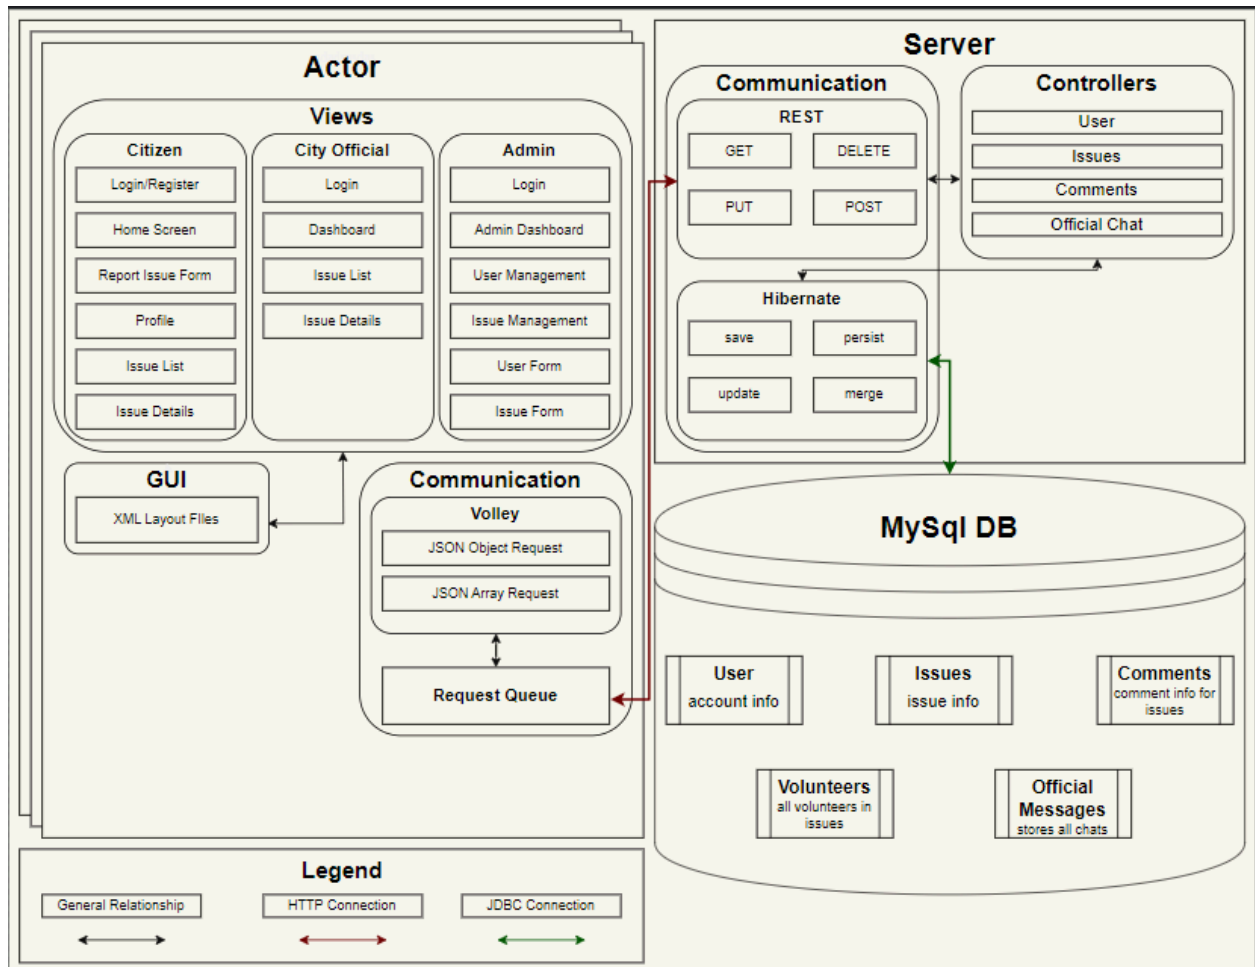 Actor
Views
Citizen
Login/Register
Home Screen
Report Issue Form
Profile
Issue List
Issue Details
City Official
Login
Dashboard
Issue List
Issue Details
Admin
Login
Admin Dashboard
User Management
Issue Management
User Form
Issue Form
GUI
XML Layout FIles
Communication
Volley
JSON Object Request
JSON Array Request
Request Queue
Server
Communication
REST
GET
DELETE
PUT
POST
Hibernate
save
persist
update
merge
Controllers
User
Issues
Comments
Official Chat
MySql DB
User
account info
Issues
issue info
Comments
comment info for
issues
Volunteers
all volunteers in
issues
Official
Messages
stores all chats
Legend
General Relationship
HTTP Connection
JDBC Connection